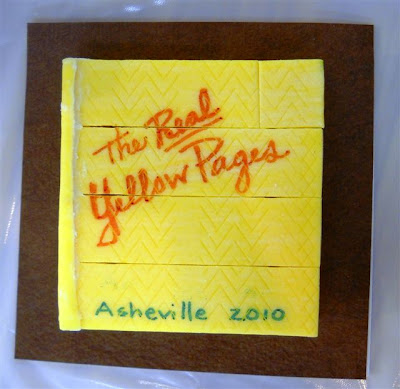 The Real
Yellow Pages
Asheville 2010